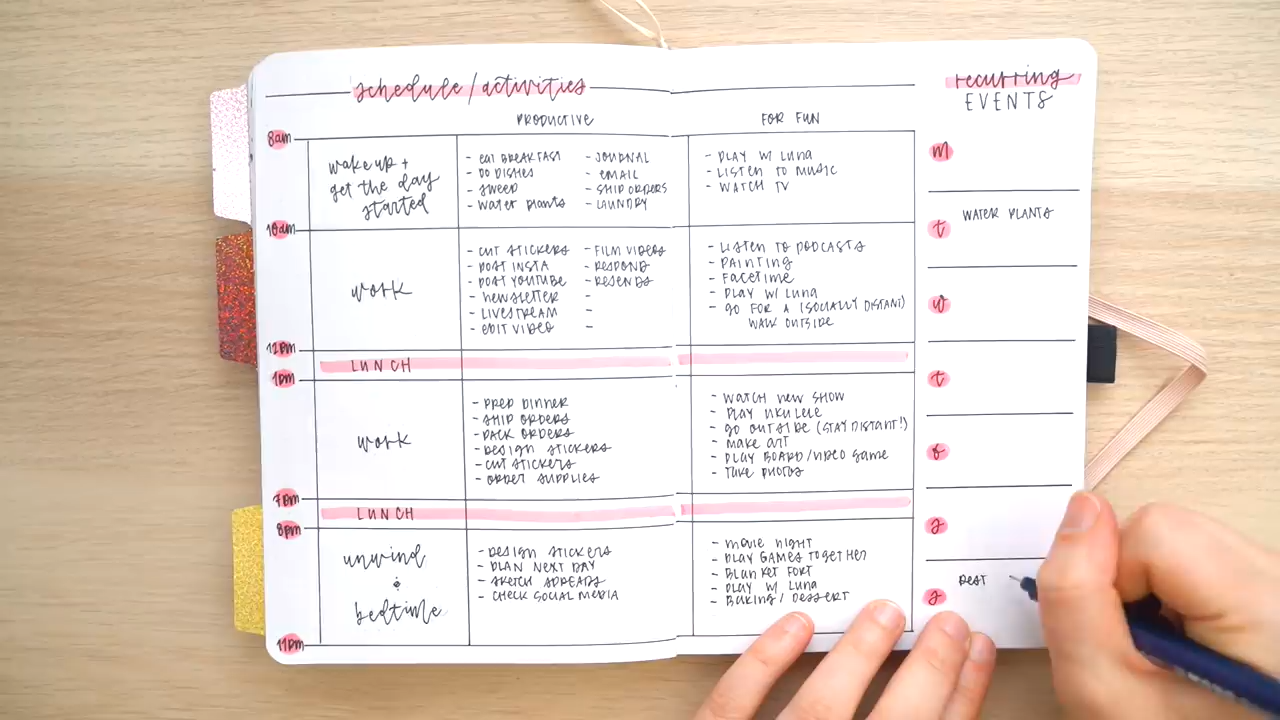 schedule/activities
recurring
EVENTS
PRODUCTIVE
FOR FUN
8am
wake up +
get the day
started
- EAT BREAKFAST
- DO DISHES
- SWEEP
- WATER PLANTS
- JOURNAL
- EMAIL
- SHIP ORDERS
- LAUNDRY
- PLAY W/ LUNA
- LISTEN TO MUSIC
- WATCH TV
10am
work
- CUT STICKERS
- POST INSTA
- POST YOUTUBE
- NEWSLETTER
- LIVESTREAM
- EDIT VIDEO
- FILM VIDEOS
- RESPOND
- RESENDS
-
-
-
- LISTEN TO PODCASTS
- PAINTING
- FACETIME
- PLAY W/ LUNA
- GO FOR A (SOCIALLY DISTANT)
WALK OUTSIDE
12pm
LUNCH
1pm
work
- PREP DINNER
- SHIP ORDERS
- PACK ORDERS
- DESIGN STICKERS
- CUT STICKERS
- ORDER SUPPLIES
- WATCH NEW SHOW
- PLAY UKULELE
- GO OUTSIDE (STAY DISTANT!)
- MAKE ART
- PLAY BOARD/VIDEO GAME
- TAKE PHOTOS
7pm
LUNCH
8pm
unwind
&
bedtime
- DESIGN STICKERS
- PLAN NEXT DAY
- SKETCH SPREADS
- CHECK SOCIAL MEDIA
- MOVIE NIGHT
- PLAY GAMES TOGETHER
- BLANKET FORT
- PLAY W/ LUNA
- BAKING/DESSERT
11pm
m
t
WATER PLANTS
w
t
f
s
s
REST